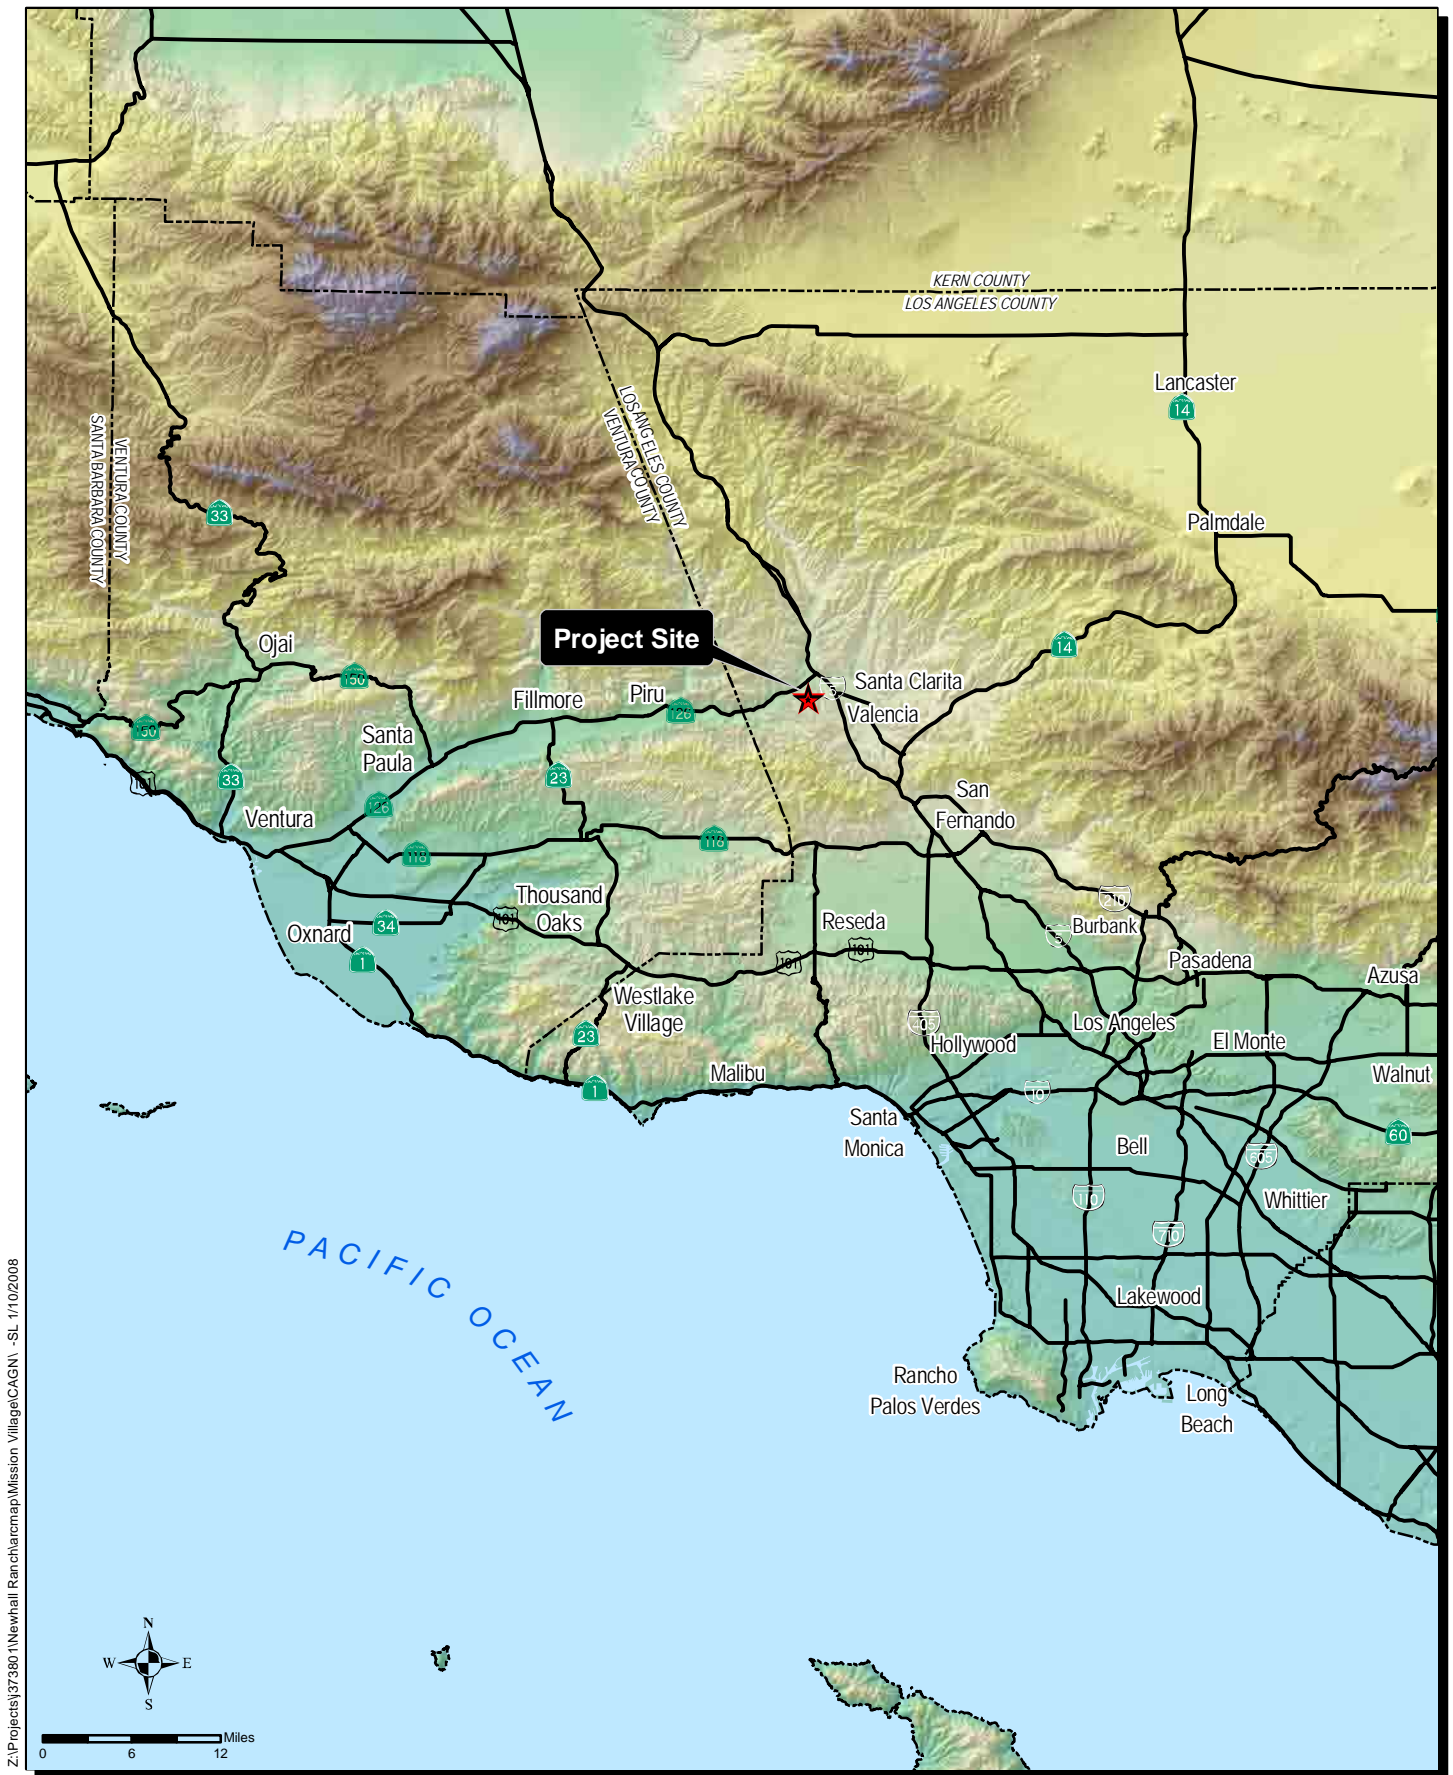 KERN COUNTY
LOS ANGELES COUNTY
Lancaster
14
LOS ANGELES COUNTY
VENTURA COUNTY
VENTURA COUNTY
SANTA BARBARA COUNTY
33
Palmdale
Project Site
Ojai
14
150
Santa Clarita
5
Piru
Fillmore
126
Valencia
150
Santa
Paula
101
33
23
126
San
Fernando
Ventura
118
118
Thousand
Oaks
210
101
34
Reseda
Burbank
5
Oxnard
1
101
101
Pasadena
Azusa
Westlake
Village
405
Los Angeles
23
Hollywood
El Monte
Malibu
1
10
Walnut
Santa
Monica
60
Bell
605
110
Whittier
710
PACIFIC OCEAN
Lakewood
Rancho
Palos Verdes
Long
Beach
N
W E
S
Miles
0 6 12
Z:\Projects\j373801\Newhall Ranch\arcmap\Mission Village\CAGN\ -SL 1/10/2008